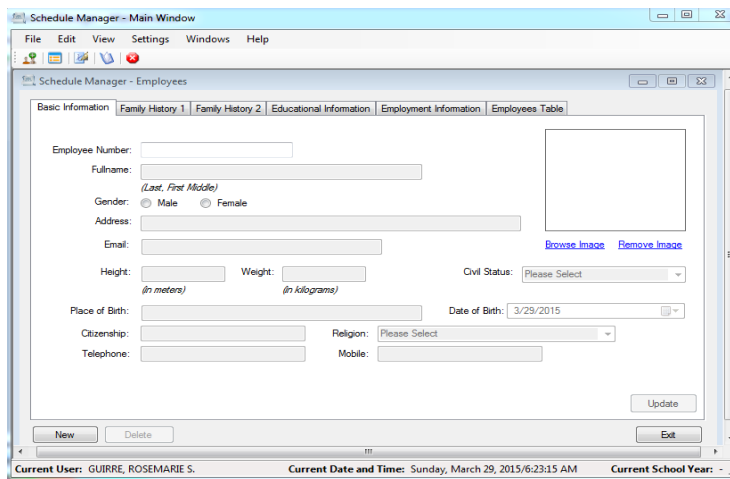 Schedule Manager - Main Window
File Edit View Settings Windows Help
Schedule Manager - Employees
Basic Information Family History 1 Family History 2 Educational Information Employment Information Employees Table
Employee Number:
Fullname:
(Last, First Middle)
Gender: Male Female
Address:
Email:
Browse Image Remove Image
Height: Weight: Civil Status: Please Select
(In meters) (In kilograms)
Place of Birth: Date of Birth: 3/29/2015
Citizenship: Religion: Please Select
Telephone: Mobile:
Update
New Delete Exit
Current User: GUIRRE, ROSEMARIE S. Current Date and Time: Sunday, March 29, 2015/6:23:15 AM Current School Year: -